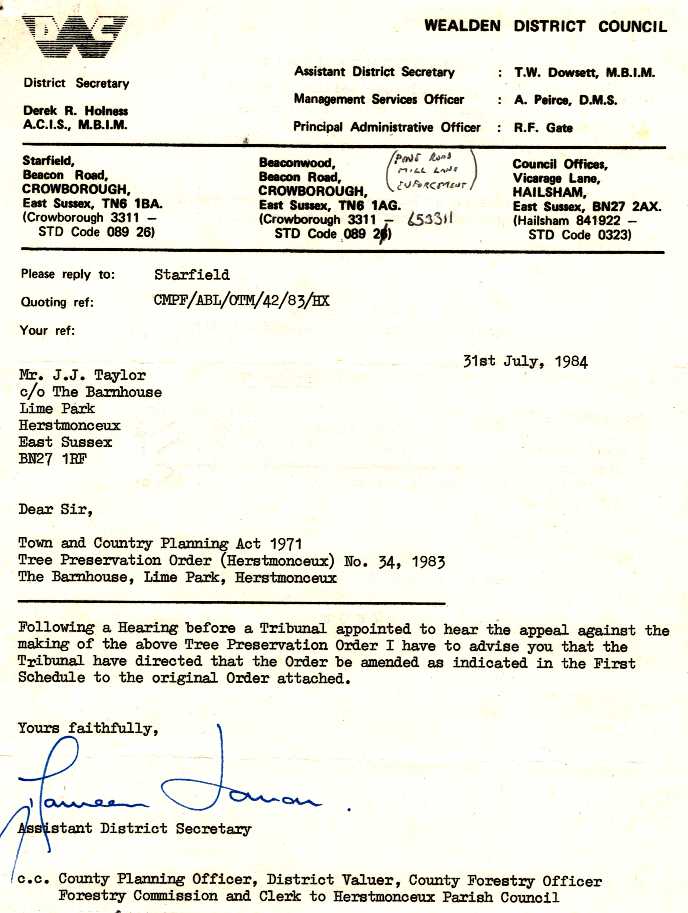 WDC
WEALDEN DISTRICT COUNCIL
District Secretary
Derek R. Holness
A.C.I.S., M.B.I.M.
Assistant District Secretary : T.W. Dowsett, M.B.I.M.
Management Services Officer : A. Peirce, D.M.S.
Principal Administrative Officer : R.F. Gate
Starfield,
Beacon Road,
CROWBOROUGH,
East Sussex, TN6 1BA.
(Crowborough 3311 –
STD Code 089 26)
Beaconwood,
Beacon Road,
CROWBOROUGH,
East Sussex, TN6 1AG.
(Crowborough 3311 –
STD Code 089 26)
ROAD
MILL LANE
ENFORCEMENT
653311
Council Offices,
Vicarage Lane,
HAILSHAM,
East Sussex, BN27 2AX.
(Hailsham 841922 –
STD Code 0323)
Please reply to: Starfield
Quoting ref: CMPF/ABL/OTM/42/83/HX
Your ref:
31st July, 1984
Mr. J.J. Taylor
c/o The Barnhouse
Lime Park
Herstmonceux
East Sussex
BN27 1RF
Dear Sir,
Town and Country Planning Act 1971
Tree Preservation Order (Herstmonceux) No. 34, 1983
The Barnhouse, Lime Park, Herstmonceux
Following a Hearing before a Tribunal appointed to hear the appeal against the
making of the above Tree Preservation Order I have to advise you that the
Tribunal have directed that the Order be amended as indicated in the First
Schedule to the original Order attached.
Yours faithfully,
Assistant District Secretary
c.c. County Planning Officer, District Valuer, County Forestry Officer
Forestry Commission and Clerk to Herstmonceux Parish Council